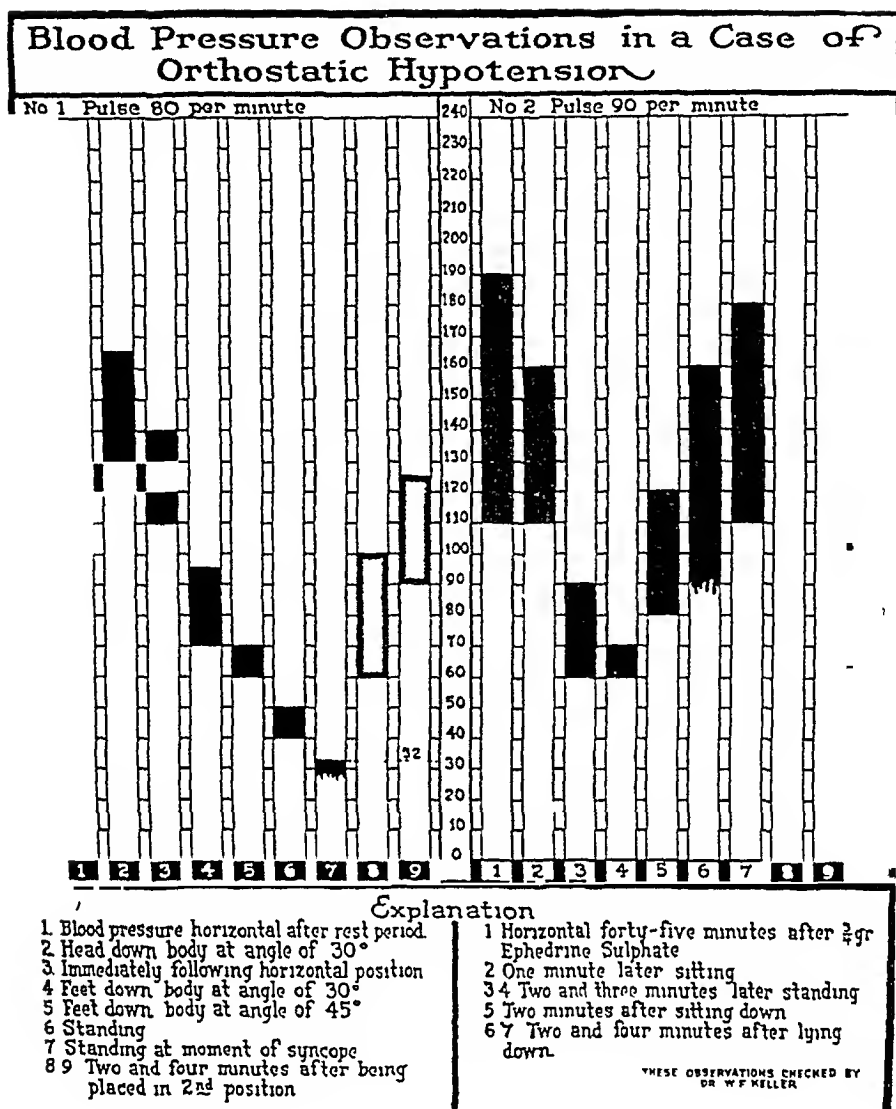 Blood Pressure Observations in a Case of
Orthostatic Hypotension
No 1 Pulse 80 per minute
No 2 Pulse 90 per minute
240
230
220
210
200
190
180
170
160
150
140
130
120
110
100
90
80
70
60
50
40
30
20
10
0
32
1 2 3 4 5 6 7 8 9
1 2 3 4 5 6 7 8 9
Explanation
1. Blood pressure horizontal after rest period
2. Head down body at angle of 30°
3. Immediately following horizontal position
4 Feet down body at angle of 30°
5 Feet down body at angle of 45°
6 Standing
7 Standing at moment of syncope
8 9 Two and four minutes after being
placed in 2nd position
1 Horizontal forty-five minutes after 3/4 gr
Ephedrine Sulphate
2 One minute later sitting
3 4 Two and three minutes later standing
5 Two minutes after sitting down
6 7 Two and four minutes after lying
down
THESE OBSERVATIONS CHECKED BY
DR W F KELLER